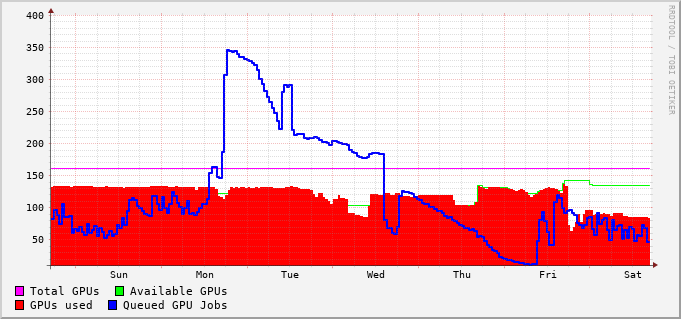 400
350
300
250
200
150
100
50
Sun Mon Tue Wed Thu Fri Sat
Total GPUs Available GPUs
GPUs used Queued GPU Jobs
RRDTOOL / TOBI OETIKER